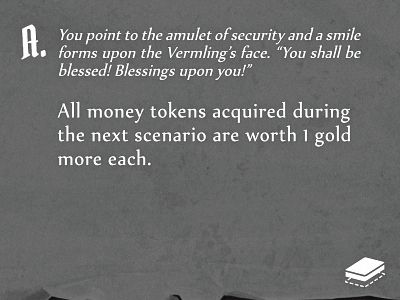 A. You point to the amulet of security and a smile
forms upon the Vermling's face. “You shall be
blessed! Blessings upon you!”
All money tokens acquired during
the next scenario are worth 1 gold
more each.